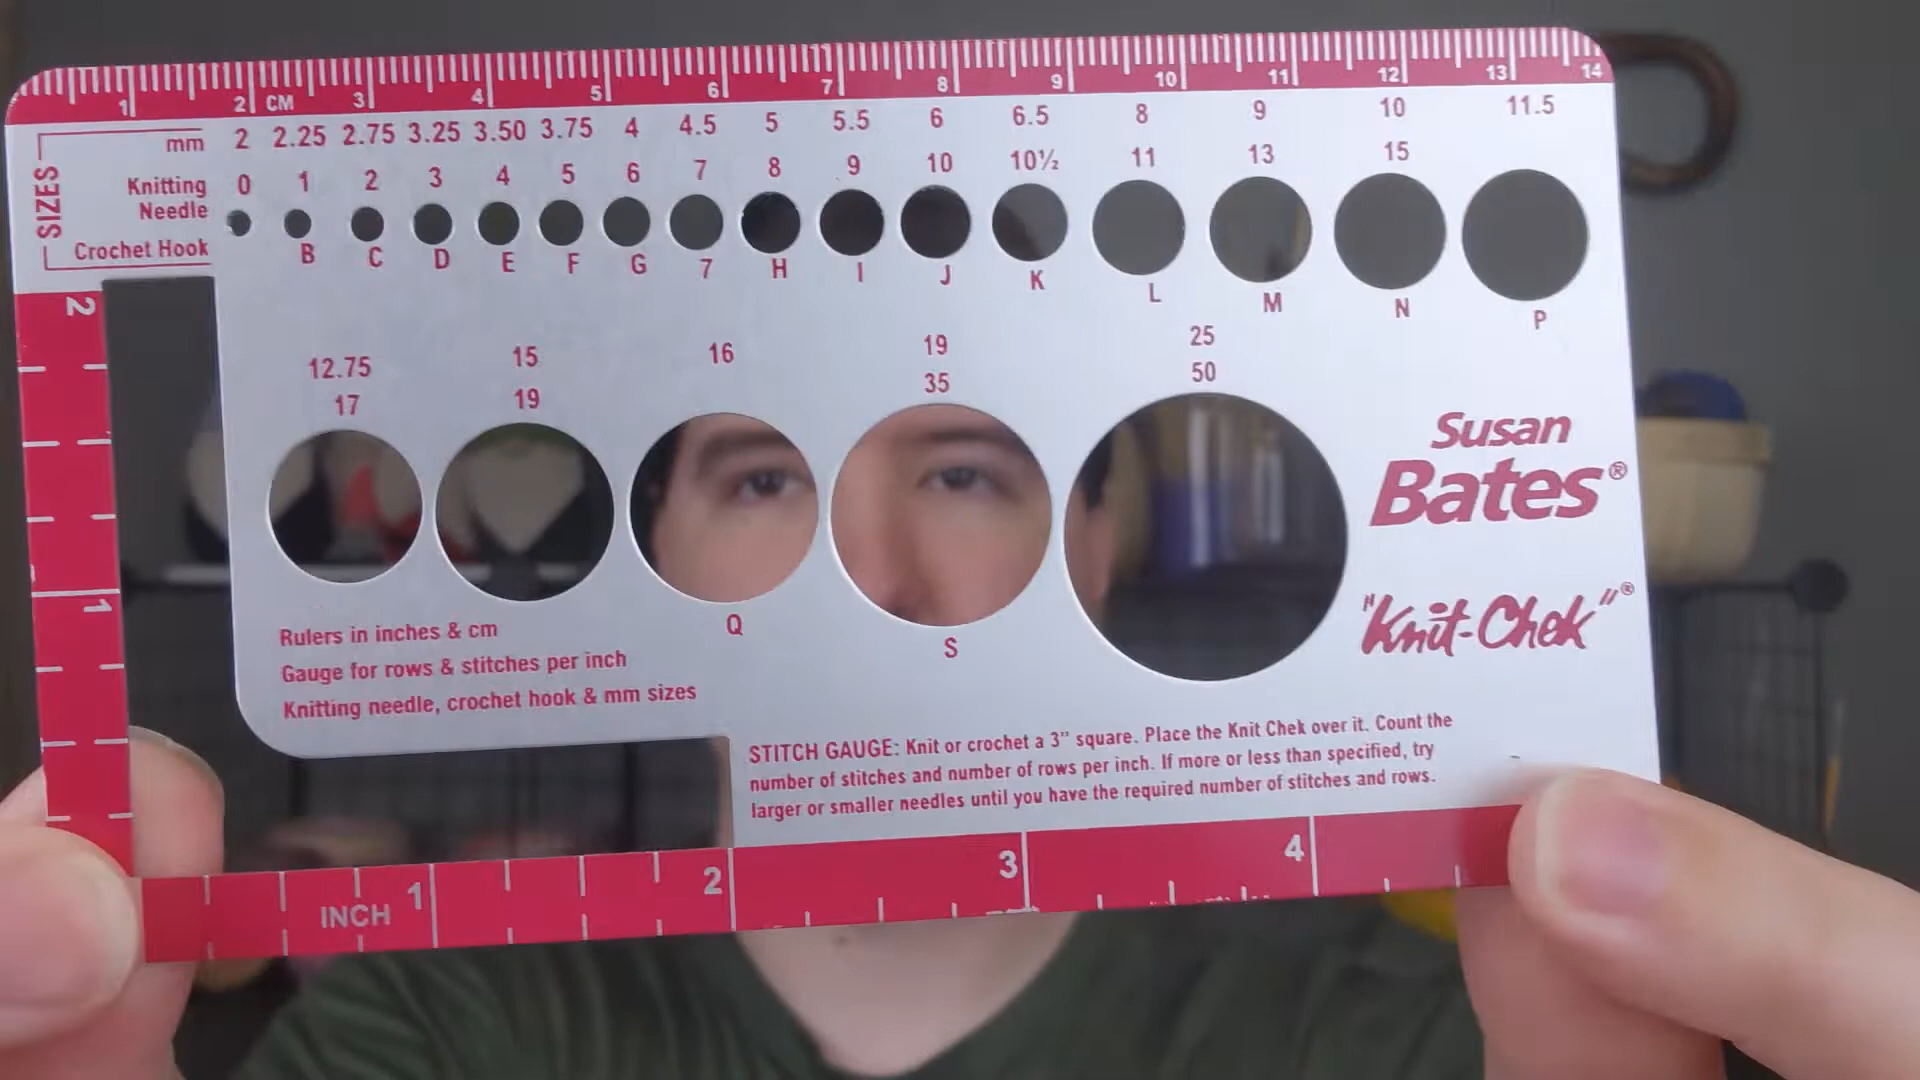 1 2 CM 3 4 5 6 7 8 9 10 11 12 13 14
SIZES
mm 2 2.25 2.75 3.25 3.50 3.75 4 4.5 5 5.5 6 6.5 8 9 10 11.5
Knitting Needle 0 1 2 3 4 5 6 7 8 9 10 10½ 11 13 15
Crochet Hook B C D E F G 7 H I J K L M N P
12.75 15 16 19 25
17 19 35 50
Q S
Susan
Bates®
"Knit-Chek"®
Rulers in inches & cm
Gauge for rows & stitches per inch
Knitting needle, crochet hook & mm sizes
STITCH GAUGE: Knit or crochet a 3" square. Place the Knit Chek over it. Count the
number of stitches and number of rows per inch. If more or less than specified, try
larger or smaller needles until you have the required number of stitches and rows.
2
1
INCH 1 2 3 4